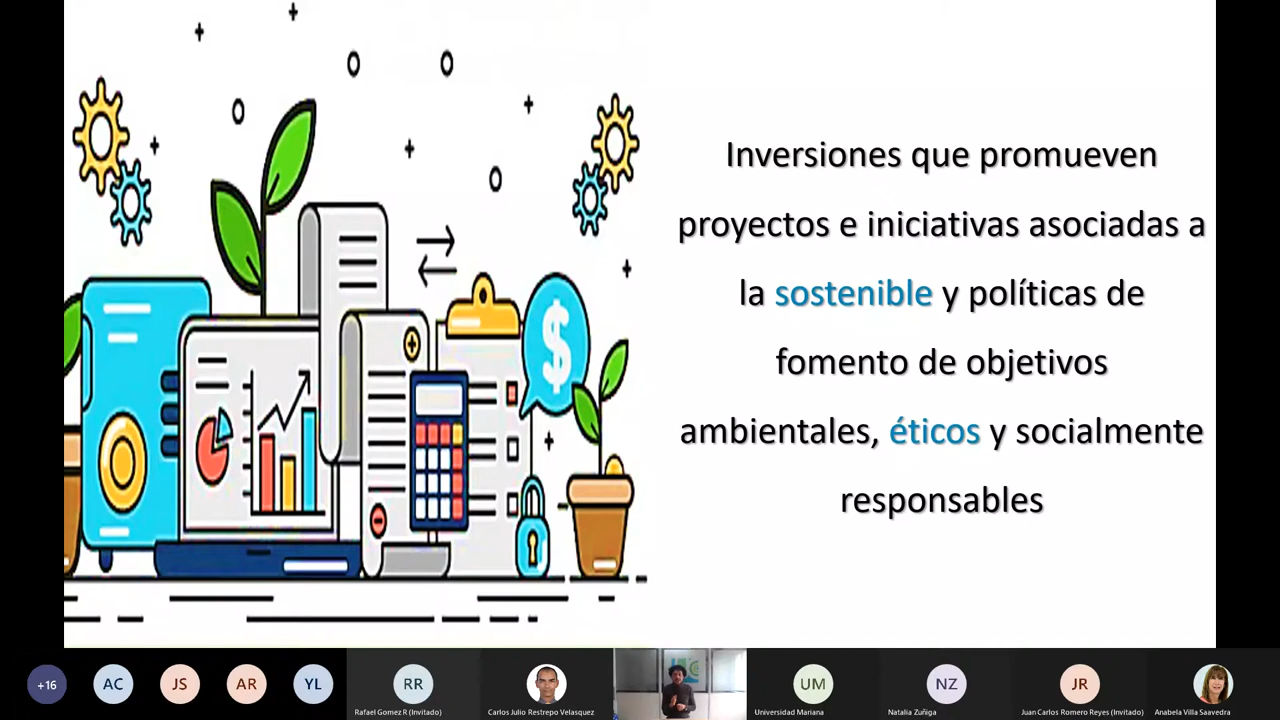 Inversiones que promueven
proyectos e iniciativas asociadas a
la sostenible y políticas de
fomento de objetivos
ambientales, éticos y socialmente
responsables
$
+16
AC
JS
AR
YL
RR
Rafael Gomez R (Invitado)
Carlos Julio Restrepo Velasquez
UM
Universidad Mariana
NZ
Natalia Zuñiga
JR
Juan Carlos Romero Reyes (Invitado)
Anabela Villa Saavedra